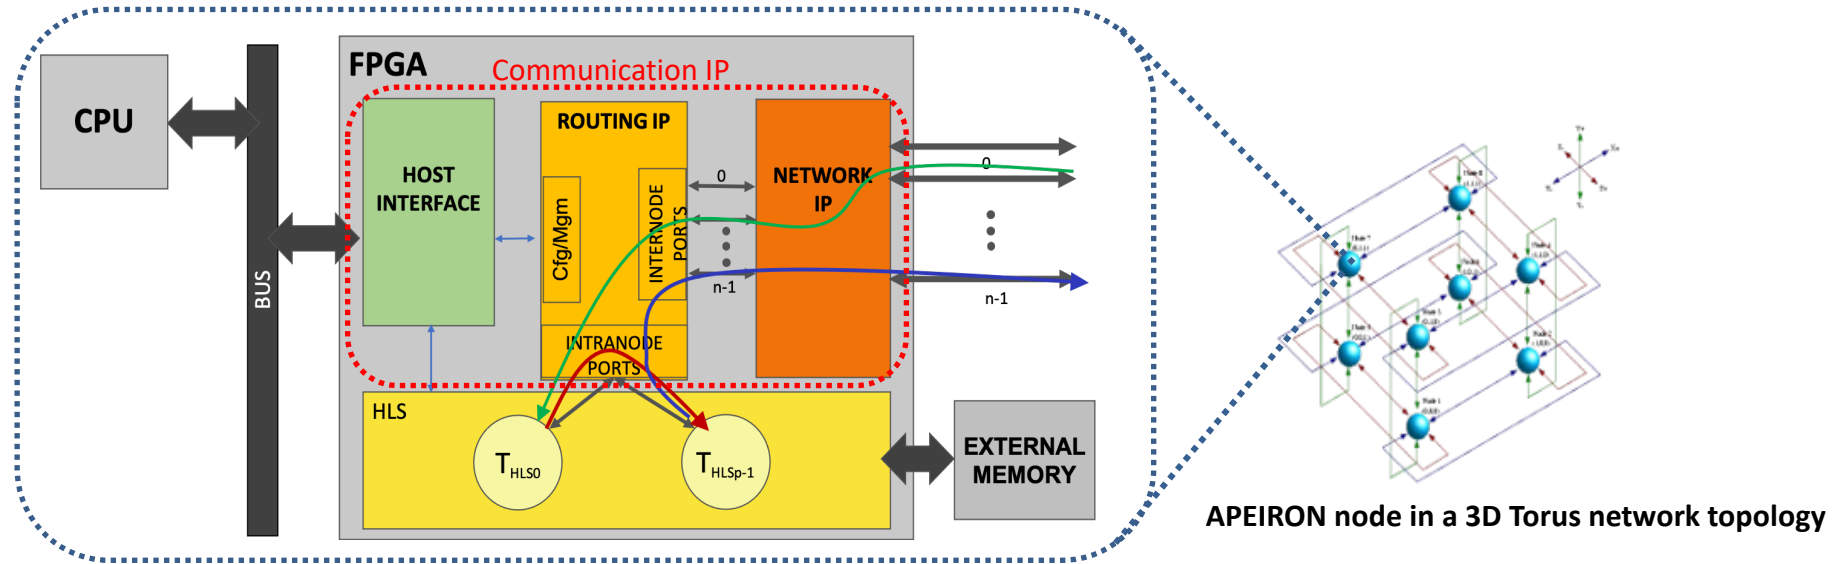 FPGA
Communication IP
CPU
BUS
HOST
INTERFACE
ROUTING IP
Cfg/Mgm
INTERNODE
PORTS
INTRANODE
PORTS
0
n-1
NETWORK
IP
0
n-1
HLS
THLS0
THLSp-1
EXTERNAL
MEMORY
APEIRON node in a 3D Torus network topology